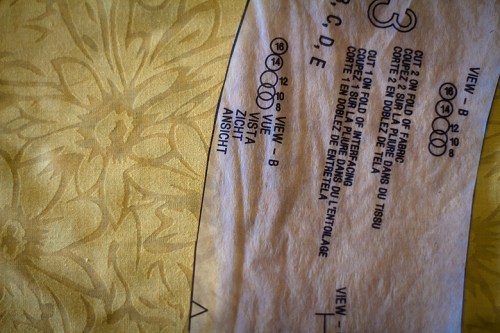 3
B, C, D, E
CUT 2 ON FOLD OF FABRIC
COUPEZ 2 SUR LA PLIURE DANS DU TISSU
CORTE 2 EN DOBLEZ DE TELA
CUT 1 ON FOLD OF INTERFACING
COUPEZ 1 SUR LA PLIURE DANS DU L'ENTOILAGE
CORTE 1 EN DOBLEZ DE ENTRETELA
VIEW - B
16 14 12 10 8
VIEW - B
VUE
VISTA
ZICHT
ANSICHT
16 14 12 10 8
VIEW